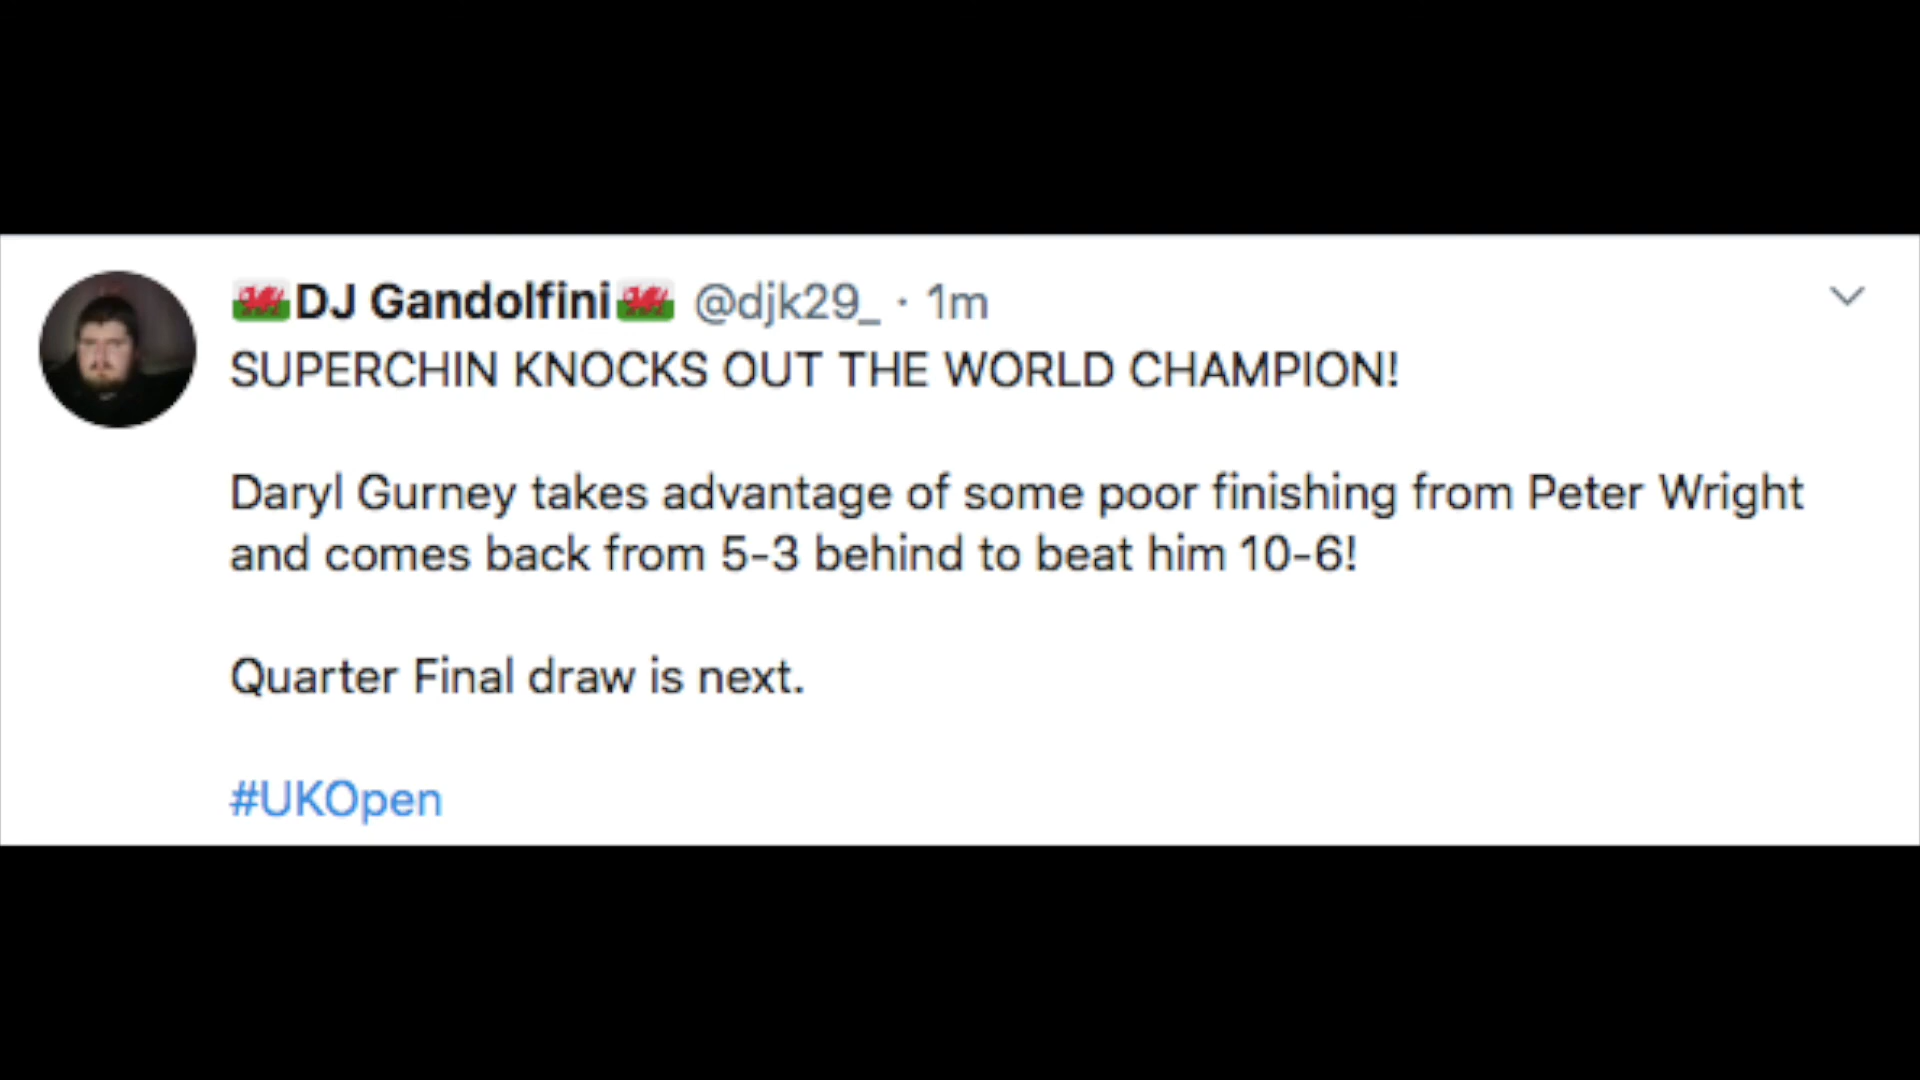 🏴󠁧󠁢󠁷󠁬󠁳󠁿DJ Gandolfini🏴󠁧󠁢󠁷󠁬󠁳󠁿 @djk29_ · 1m
SUPERCHIN KNOCKS OUT THE WORLD CHAMPION!
Daryl Gurney takes advantage of some poor finishing from Peter Wright
and comes back from 5-3 behind to beat him 10-6!
Quarter Final draw is next.
#UKOpen